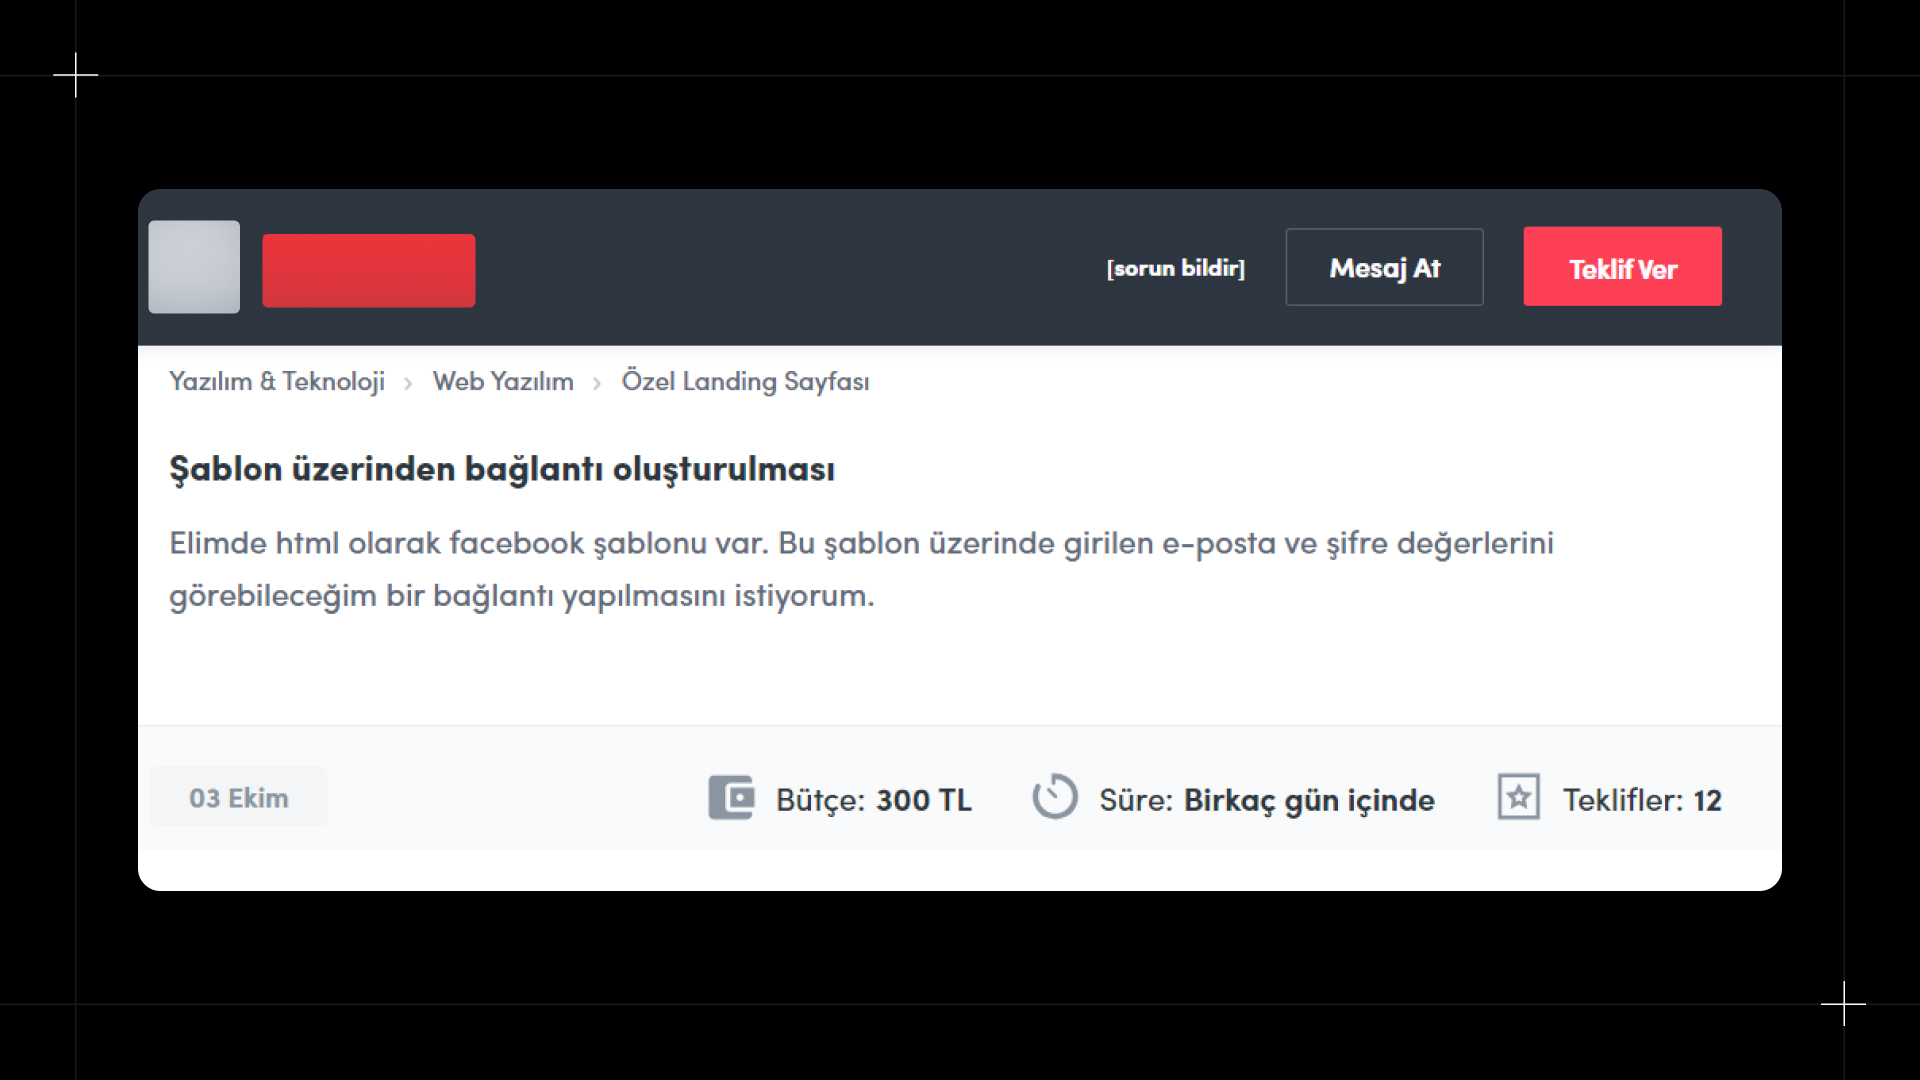 [sorun bildir]
Mesaj At
Teklif Ver
Yazılım & Teknoloji › Web Yazılım › Özel Landing Sayfası
Şablon üzerinden bağlantı oluşturulması
Elimde html olarak facebook şablonu var. Bu şablon üzerinde girilen e-posta ve şifre değerlerini
görebileceğim bir bağlantı yapılmasını istiyorum.
03 Ekim
Bütçe: 300 TL
Süre: Birkaç gün içinde
Teklifler: 12